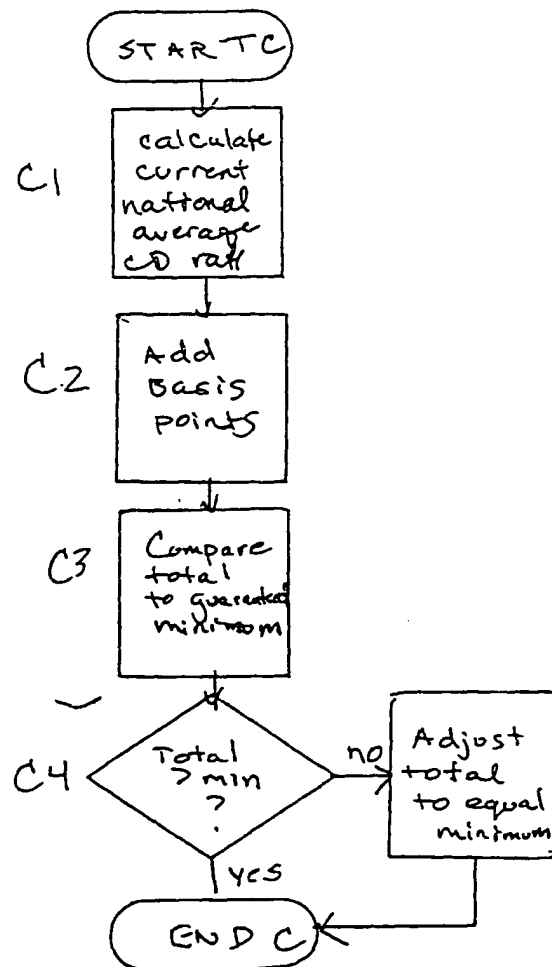 START C
C1
calculate
current
national
average
CD rate
C2
Add
Basis
points
C3
Compare
total
to guaranteed
minimum
C4
Total
> min
?
no
Adjust
total
to equal
minimum
yes
END C